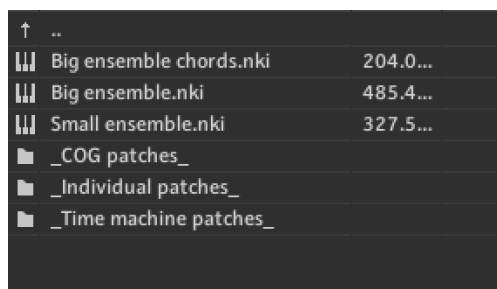 ↑ ..
Big ensemble chords.nki 204.0...
Big ensemble.nki 485.4...
Small ensemble.nki 327.5...
_COG patches_
_Individual patches_
_Time machine patches_